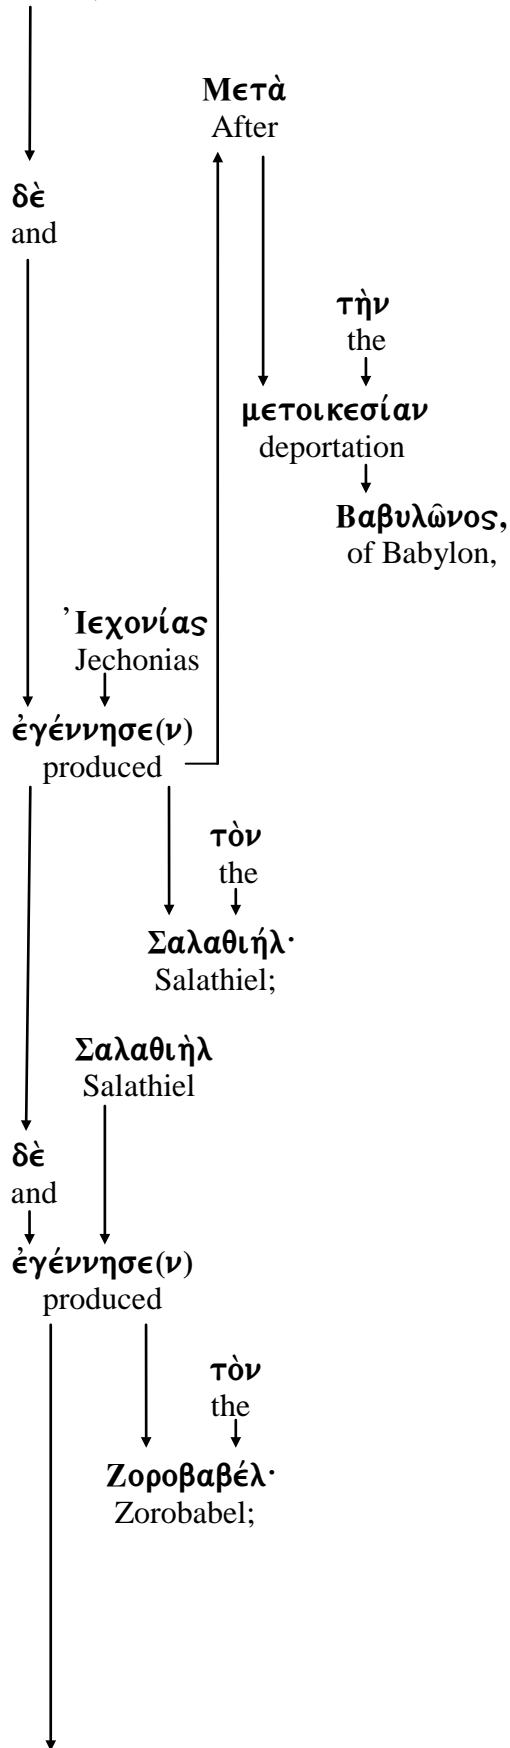 Μετὰ
After
δὲ
and
τὴν
the
μετοικεσίαν
deportation
Βαβυλῶνος,
of Babylon,
Ἰεχονίας
Jechonias
ἐγέννησε(ν)
produced
τὸν
the
Σαλαθιήλ·
Salathiel;
Σαλαθιὴλ
Salathiel
δὲ
and
ἐγέννησε(ν)
produced
τὸν
the
Ζοροβαβέλ·
Zorobabel;